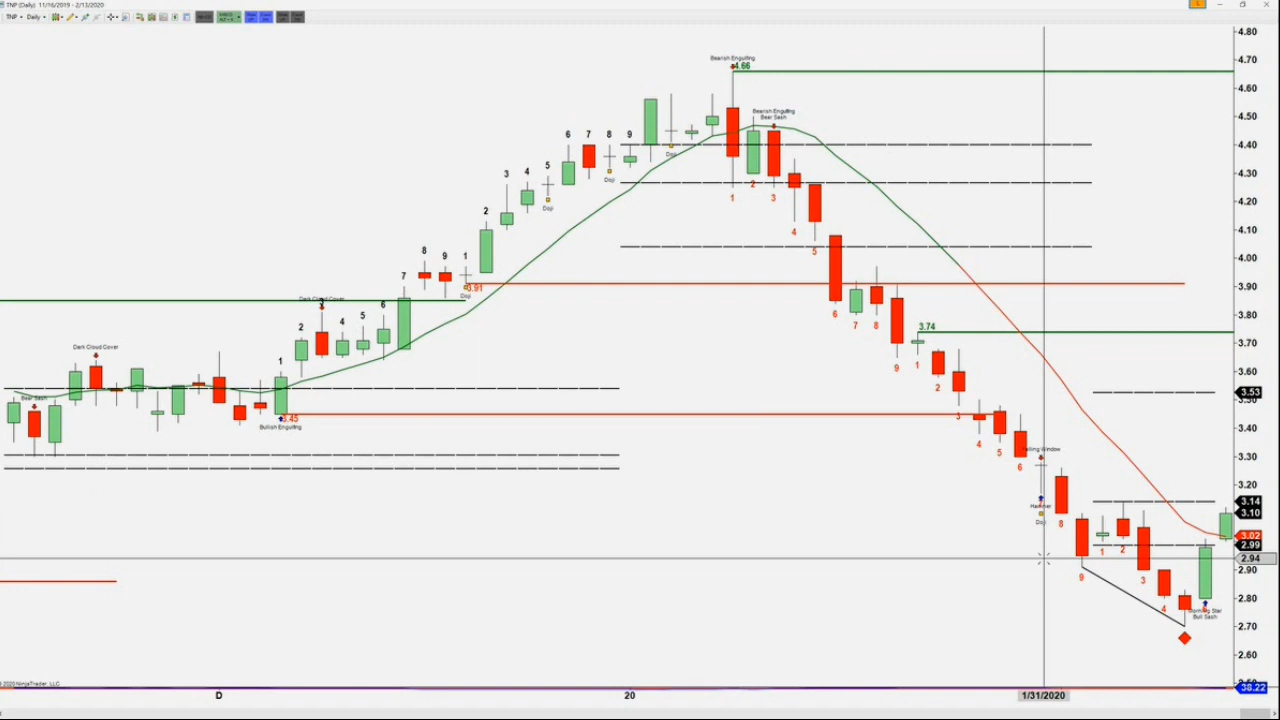 TNP (Daily) 11/16/2019 - 2/13/2020
TNP
Daily
4.80
Bearish Engulfing
4.66
4.70
4.60
Bearish Engulfing
Bear Sash
4.50
6 7 8 9
Doji
4.40
3 4 5
Doji
Doji
4.30
1 2 3
4.20
2
4
4.10
5
8 9 1
4.00
7
Doji
3.91
3.90
Dark Cloud Cover
2 3 4 5 6
6 7 8
3.80
3.74
Dark Cloud Cover
3.70
1
9 1
3.60
2
3.53
Bear Sash
3.50
3.45
3
Bullish Engulfing
3.40
4 5 6
Falling Window
3.30
3.20
Hammer
Doji
8
3.14
3.10
3.02
2.99
1 2
2.94
9
3
2.90
2.80
4
Morning Star
Bull Sash
2.70
2.60
© 2020 NinjaTrader, LLC
38.22
D
20
1/31/2020